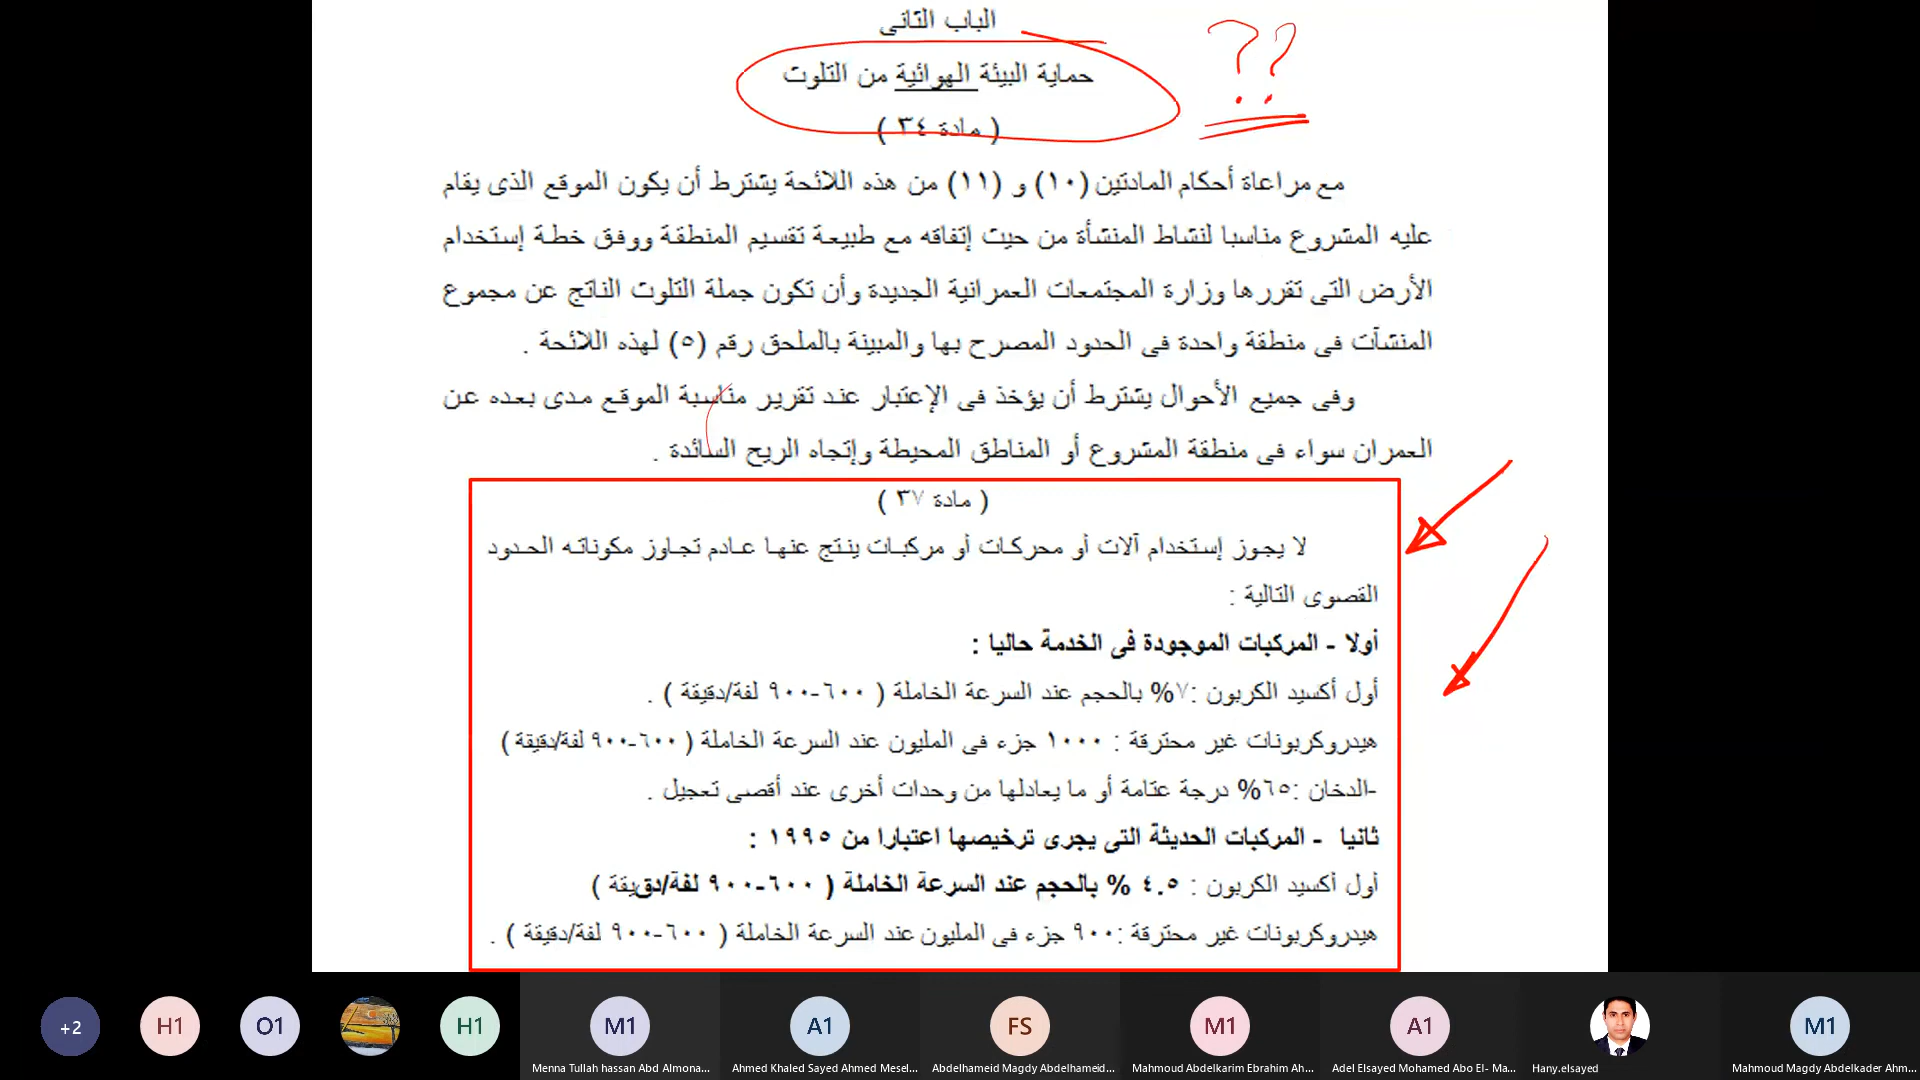 الباب الثانى
حماية البيئة الهوائية من التلوث
( مادة ٣٤ )
??
مع مراعاة أحكام المادتين (١٠) و (١١) من هذه اللائحة يشترط أن يكون الموقع الذى يقام
عليه المشروع مناسبا لنشاط المنشأة من حيث إتفاقه مع طبيعة تقسيم المنطقة ووفق خطة إستخدام
الأرض التى تقررها وزارة المجتمعات العمرانية الجديدة وأن تكون جملة التلوث الناتج عن مجموع
المنشآت فى منطقة واحدة فى الحدود المصرح بها والمبينة بالملحق رقم (٥) لهذه اللائحة .
وفى جميع الأحوال يشترط أن يؤخذ فى الإعتبار عند تقرير مناسبة الموقع مدى بعده عن
العمران سواء فى منطقة المشروع أو المناطق المحيطة وإتجاه الريح السائدة .
( مادة ٣٧ )
لا يجوز إستخدام آلات أو محركات أو مركبات ينتج عنها عادم تجاوز مكوناته الحدود
القصوى التالية :
أولا - المركبات الموجودة فى الخدمة حاليا :
أول أكسيد الكربون :٧% بالحجم عند السرعة الخاملة ( ٦٠٠-٩٠٠ لفة/دقيقة ) .
هيدروكربونات غير محترقة : ١٠٠٠ جزء فى المليون عند السرعة الخاملة ( ٦٠٠-٩٠٠ لفة/دقيقة )
-الدخان :٦٥% درجة عتامة أو ما يعادلها من وحدات أخرى عند أقصى تعجيل .
ثانيا - المركبات الحديثة التى يجرى ترخيصها اعتبارا من ١٩٩٥ :
أول أكسيد الكربون : ٤.٥ % بالحجم عند السرعة الخاملة ( ٦٠٠-٩٠٠ لفة/دقيقة )
هيدروكربونات غير محترقة :٩٠٠ جزء فى المليون عند السرعة الخاملة ( ٦٠٠-٩٠٠ لفة/دقيقة ) .
+2
H1
O1
H1
M1
A1
FS
M1
A1
M1
Menna Tullah hassan Abd Almona...
Ahmed Khaled Sayed Ahmed Mesel...
Abdelhameid Magdy Abdelhameid...
Mahmoud Abdelkarim Ebrahim Ah...
Adel Elsayed Mohamed Abo El- Ma...
Hany.elsayed
Mahmoud Magdy Abdelkader Ahm...